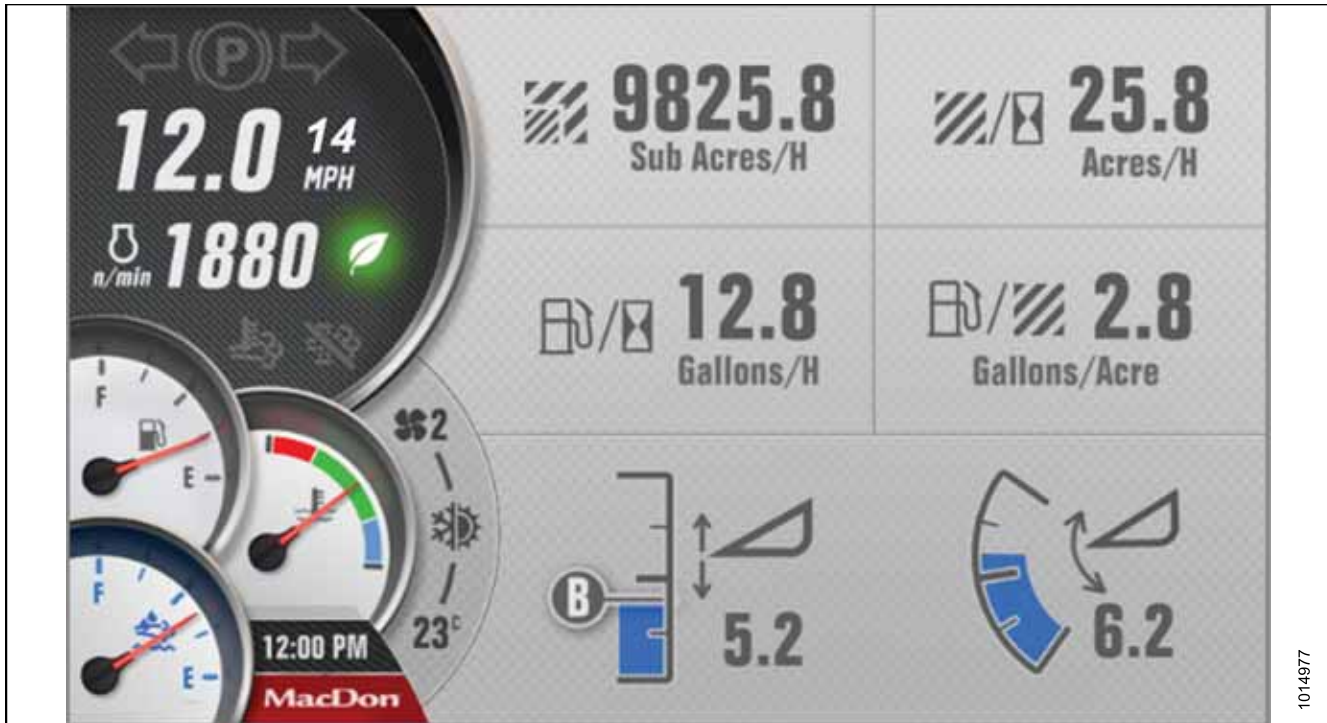 P
12.0 14
MPH
n/min 1880
F
E
F
E
2
23°C
12:00 PM
MacDon
9825.8
Sub Acres/H
/ 25.8
Acres/H
/ 12.8
Gallons/H
/ 2.8
Gallons/Acre
B
5.2
6.2
1014977